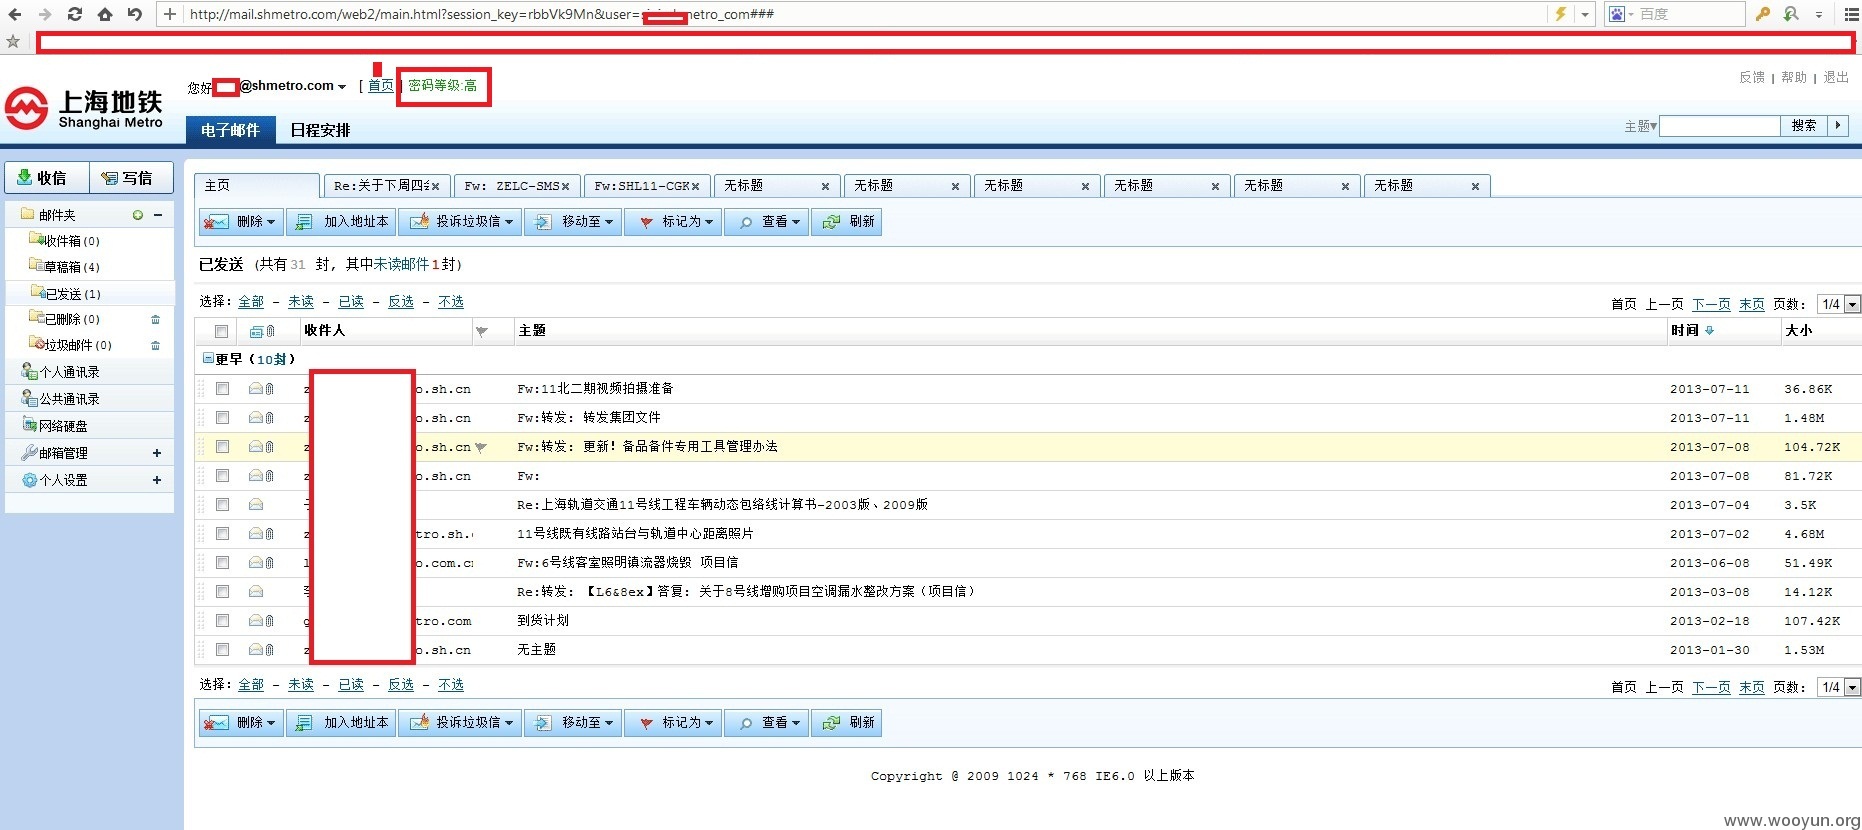 http://mail.shmetro.com/web2/main.html?session_key=rbbVk9Mn&user= metro_com###
百度
上海地铁
Shanghai Metro
您好 @shmetro.com [ 首页 ] 密码等级:高
反馈 | 帮助 | 退出
电子邮件 日程安排
主题 搜索
收信 写信
主页 Re:关于下周四 Fw: ZELC-SMS Fw:SHL11-CGK 无标题 无标题 无标题 无标题 无标题 无标题
删除 加入地址本 投诉垃圾信 移动至 标记为 查看 刷新
邮件夹
收件箱(0)
草稿箱(4)
已发送(1)
已删除(0)
垃圾邮件(0)
个人通讯录
公共通讯录
网络硬盘
邮箱管理
个人设置
已发送 (共有31 封, 其中未读邮件1封)
选择: 全部 - 未读 - 已读 - 反选 - 不选
首页 上一页 下一页 末页 页数: 1/4
收件人 主题 时间 大小
更早(10封)
z o.sh.cn Fw:11北二期视频拍摄准备 2013-07-11 36.86K
z o.sh.cn Fw:转发: 转发集团文件 2013-07-11 1.48M
z o.sh.cn Fw:转发: 更新! 备品备件专用工具管理办法 2013-07-08 104.72K
z o.sh.cn Fw: 2013-07-08 81.72K
Re:上海轨道交通11号线工程车辆动态包络线计算书-2003版、2009版 2013-07-04 3.5K
z tro.sh. 11号线既有线路站台与轨道中心距离照片 2013-07-02 4.68M
l o.com.c Fw:6号线客室照明镇流器烧毁 项目信 2013-06-08 51.49K
Re:转发: 【L6&8ex】答复: 关于8号线增购项目空调漏水整改方案(项目信) 2013-03-08 14.12K
g tro.com 到货计划 2013-02-18 107.42K
z o.sh.cn 无主题 2013-01-30 1.53M
选择: 全部 - 未读 - 已读 - 反选 - 不选
首页 上一页 下一页 末页 页数: 1/4
删除 加入地址本 投诉垃圾信 移动至 标记为 查看 刷新
Copyright @ 2009 1024 * 768 IE6.0 以上版本
www.wooyun.org